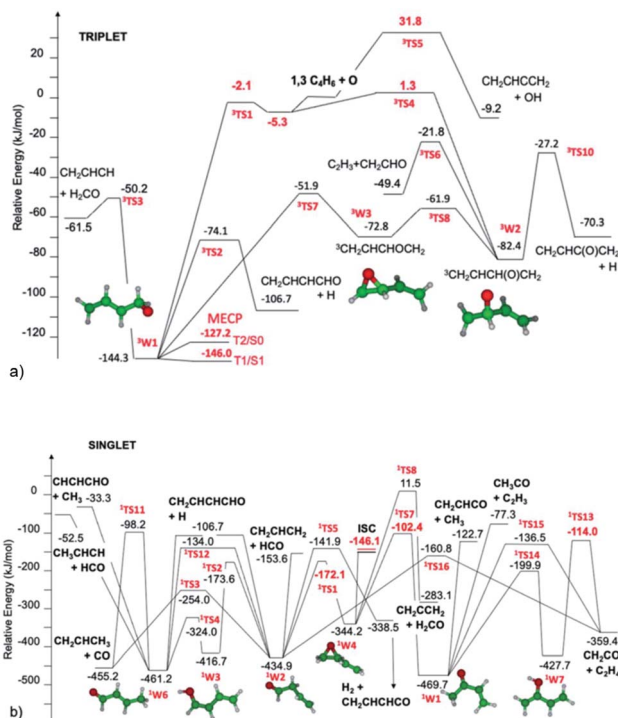 TRIPLET
Relative Energy (kJ/mol)
20
0
-20
-40
-60
-80
-100
-120
31.8
³TS5
1.3
³TS4
1,3 C₄H₆ + O
-2.1
³TS1
-5.3
CH₂CHCCH₂
+ OH
-9.2
-21.8
³TS6
C₂H₃+CH₂CHO
-49.4
-27.2
³TS10
CH₂CHCH
+ H₂CO
-61.5
-50.2
³TS3
-51.9
³TS7
³W3
-72.8
³CH₂CHCHOCH₂
-61.9
³TS8
³W2
-82.4
³CH₂CHCH(O)CH₂
-70.3
CH₂CHC(O)CH₂
+ H
-74.1
³TS2
CH₂CHCHCHO
+ H
-106.7
MECP
-127.2
T2/S0
-146.0
T1/S1
³W1
-144.3
a)
SINGLET
Relative Energy (kJ/mol)
0
-100
-200
-300
-400
-500
CHCHCHO
+ CH₃
-33.3
-52.5
CH₃CHCH
+ HCO
¹TS11
-98.2
CH₂CHCHCHO
+ H
-106.7
-134.0
¹TS12
¹TS2
-173.6
¹TS3
-254.0
¹TS4
-324.0
-416.7
¹W3
CH₂CHCH₃
+ CO
-455.2
-461.2
¹W6
CH₂CHCH₂
+ HCO
-153.6
¹TS5
-141.9
-172.1
¹TS1
ISC
-146.1
-344.2
¹W4
-338.5
-434.9
¹W2
H₂ +
CH₂CHCHCO
¹TS8
11.5
¹TS7
-102.4
CH₂CCH₂
+ H₂CO
-283.1
-160.8
¹TS16
CH₂CHCO
+ CH₃
-122.7
CH₃CO
+ C₂H₃
-77.3
¹TS15
-136.5
¹TS14
-199.9
¹TS13
-114.0
-469.7
¹W1
-427.7
¹W7
-359.4
CH₂CO
+ C₂H₄
b)